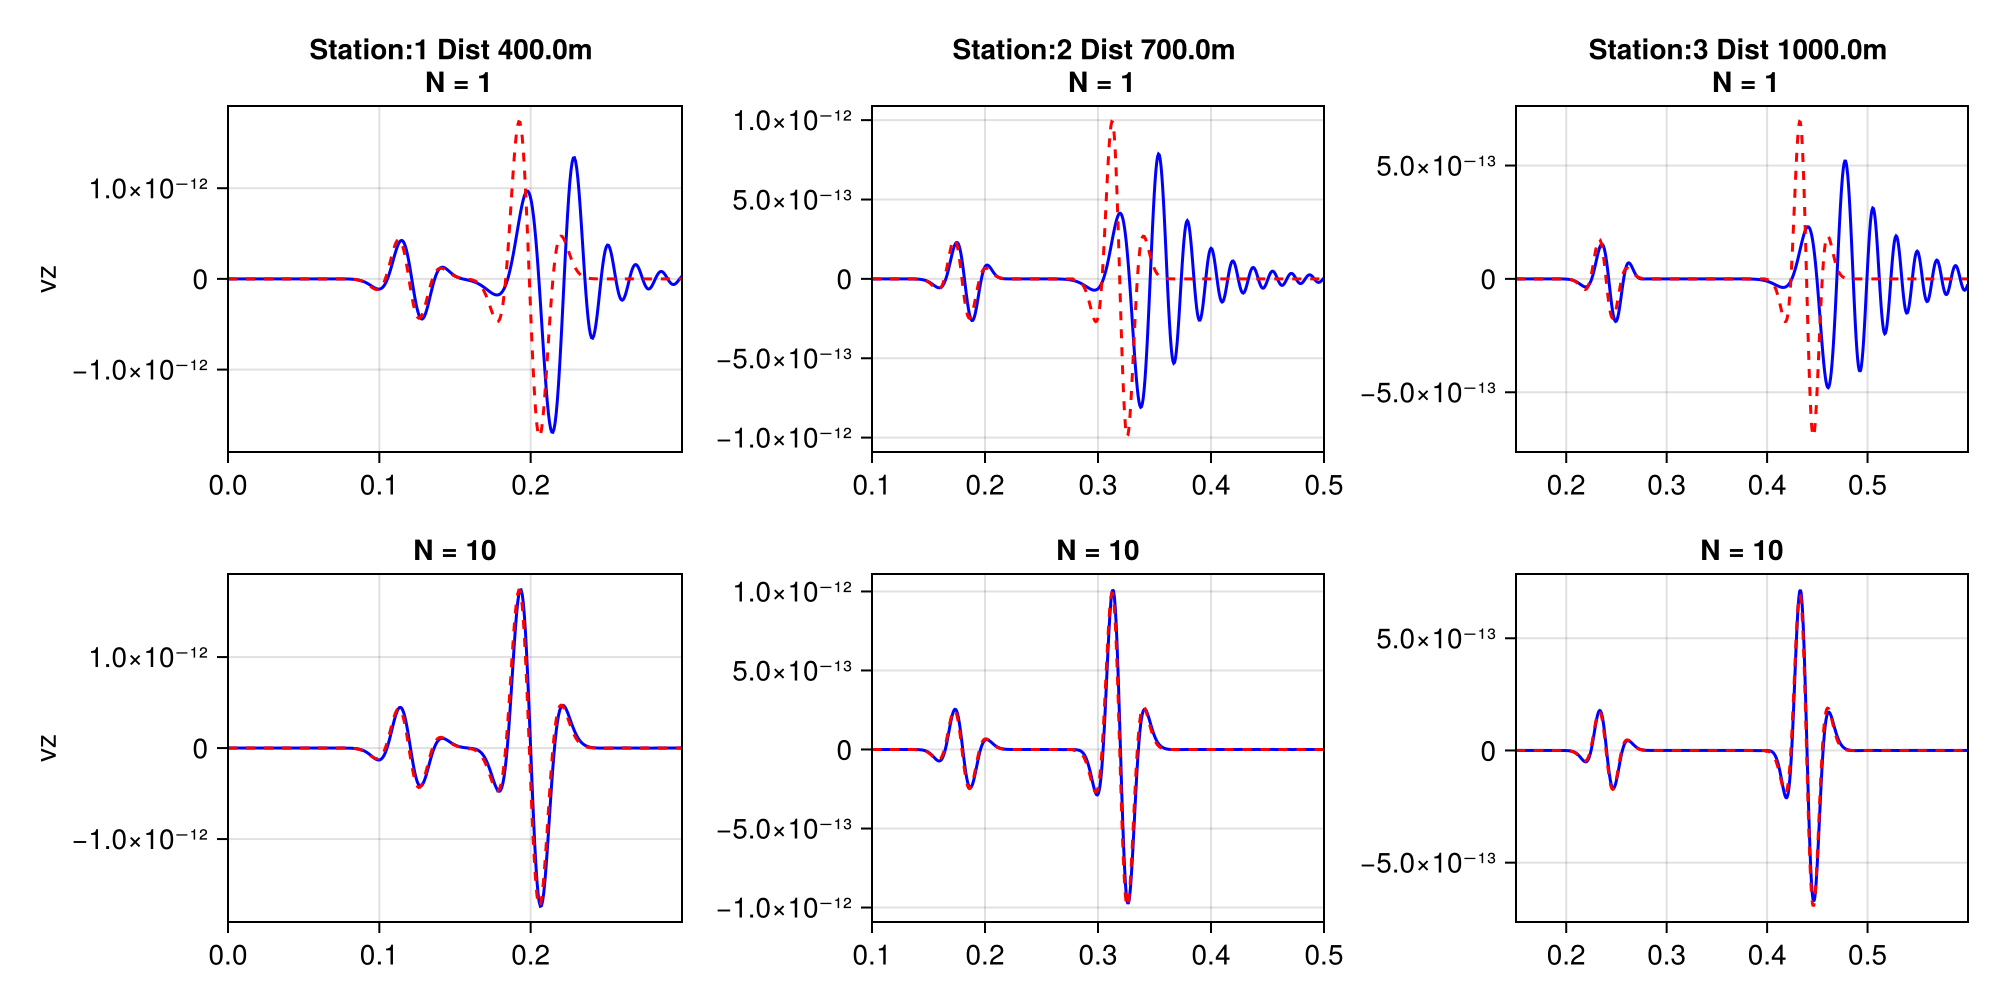 Station:1 Dist 400.0m
N = 1
Station:2 Dist 700.0m
N = 1
Station:3 Dist 1000.0m
N = 1
vz
1.0×10⁻¹²
0
−1.0×10⁻¹²
0.0 0.1 0.2
1.0×10⁻¹²
5.0×10⁻¹³
0
−5.0×10⁻¹³
−1.0×10⁻¹²
0.1 0.2 0.3 0.4 0.5
5.0×10⁻¹³
0
−5.0×10⁻¹³
0.2 0.3 0.4 0.5
N = 10
N = 10
N = 10
vz
1.0×10⁻¹²
0
−1.0×10⁻¹²
0.0 0.1 0.2
1.0×10⁻¹²
5.0×10⁻¹³
0
−5.0×10⁻¹³
−1.0×10⁻¹²
0.1 0.2 0.3 0.4 0.5
5.0×10⁻¹³
0
−5.0×10⁻¹³
0.2 0.3 0.4 0.5